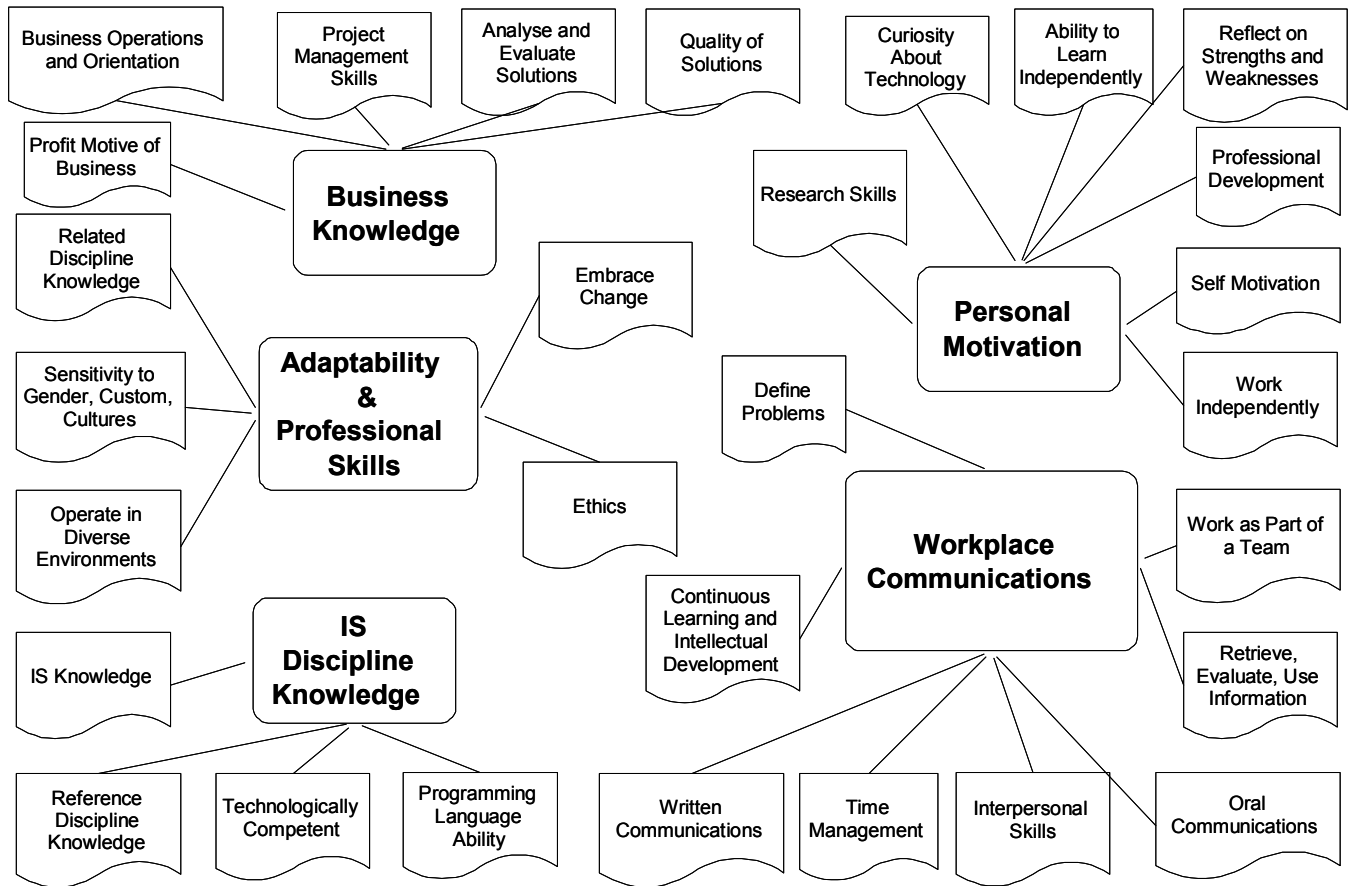 Business Operations
and Orientation
Project
Management
Skills
Analyse and
Evaluate
Solutions
Quality of
Solutions
Curiosity
About
Technology
Ability to
Learn
Independently
Reflect on
Strengths and
Weaknesses
Profit Motive of
Business
Business
Knowledge
Research Skills
Professional
Development
Related
Discipline
Knowledge
Embrace
Change
Personal
Motivation
Self Motivation
Adaptability
&
Professional
Skills
Sensitivity to
Gender, Custom,
Cultures
Define
Problems
Work
Independently
Operate in
Diverse
Environments
Ethics
Workplace
Communications
Work as Part of
a Team
Continuous
Learning and
Intellectual
Development
IS
Discipline
Knowledge
IS Knowledge
Retrieve,
Evaluate, Use
Information
Reference
Discipline
Knowledge
Technologically
Competent
Programming
Language
Ability
Written
Communications
Time
Management
Interpersonal
Skills
Oral
Communications